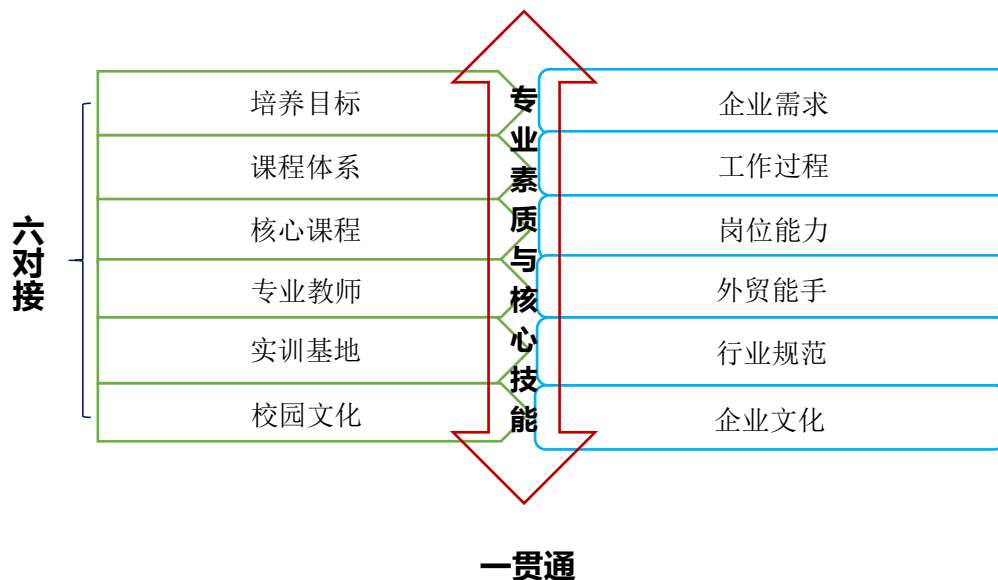 六对接
培养目标
企业需求
课程体系
工作过程
核心课程
岗位能力
专业教师
外贸能手
实训基地
行业规范
校园文化
企业文化
专业素质与核心技能
一贯通